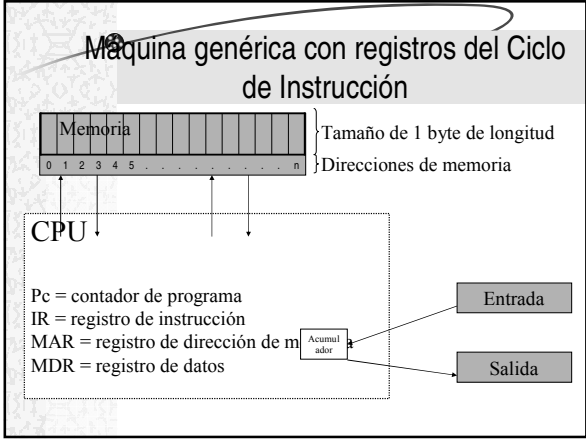 Máquina genérica con registros del Ciclo
de Instrucción
Memoria
Tamaño de 1 byte de longitud
0 1 2 3 4 5 . . . . . . . . . n
Direcciones de memoria
CPU
Pc = contador de programa
IR = registro de instrucción
MAR = registro de dirección de m
MDR = registro de datos
Acumul
ador
Entrada
Salida